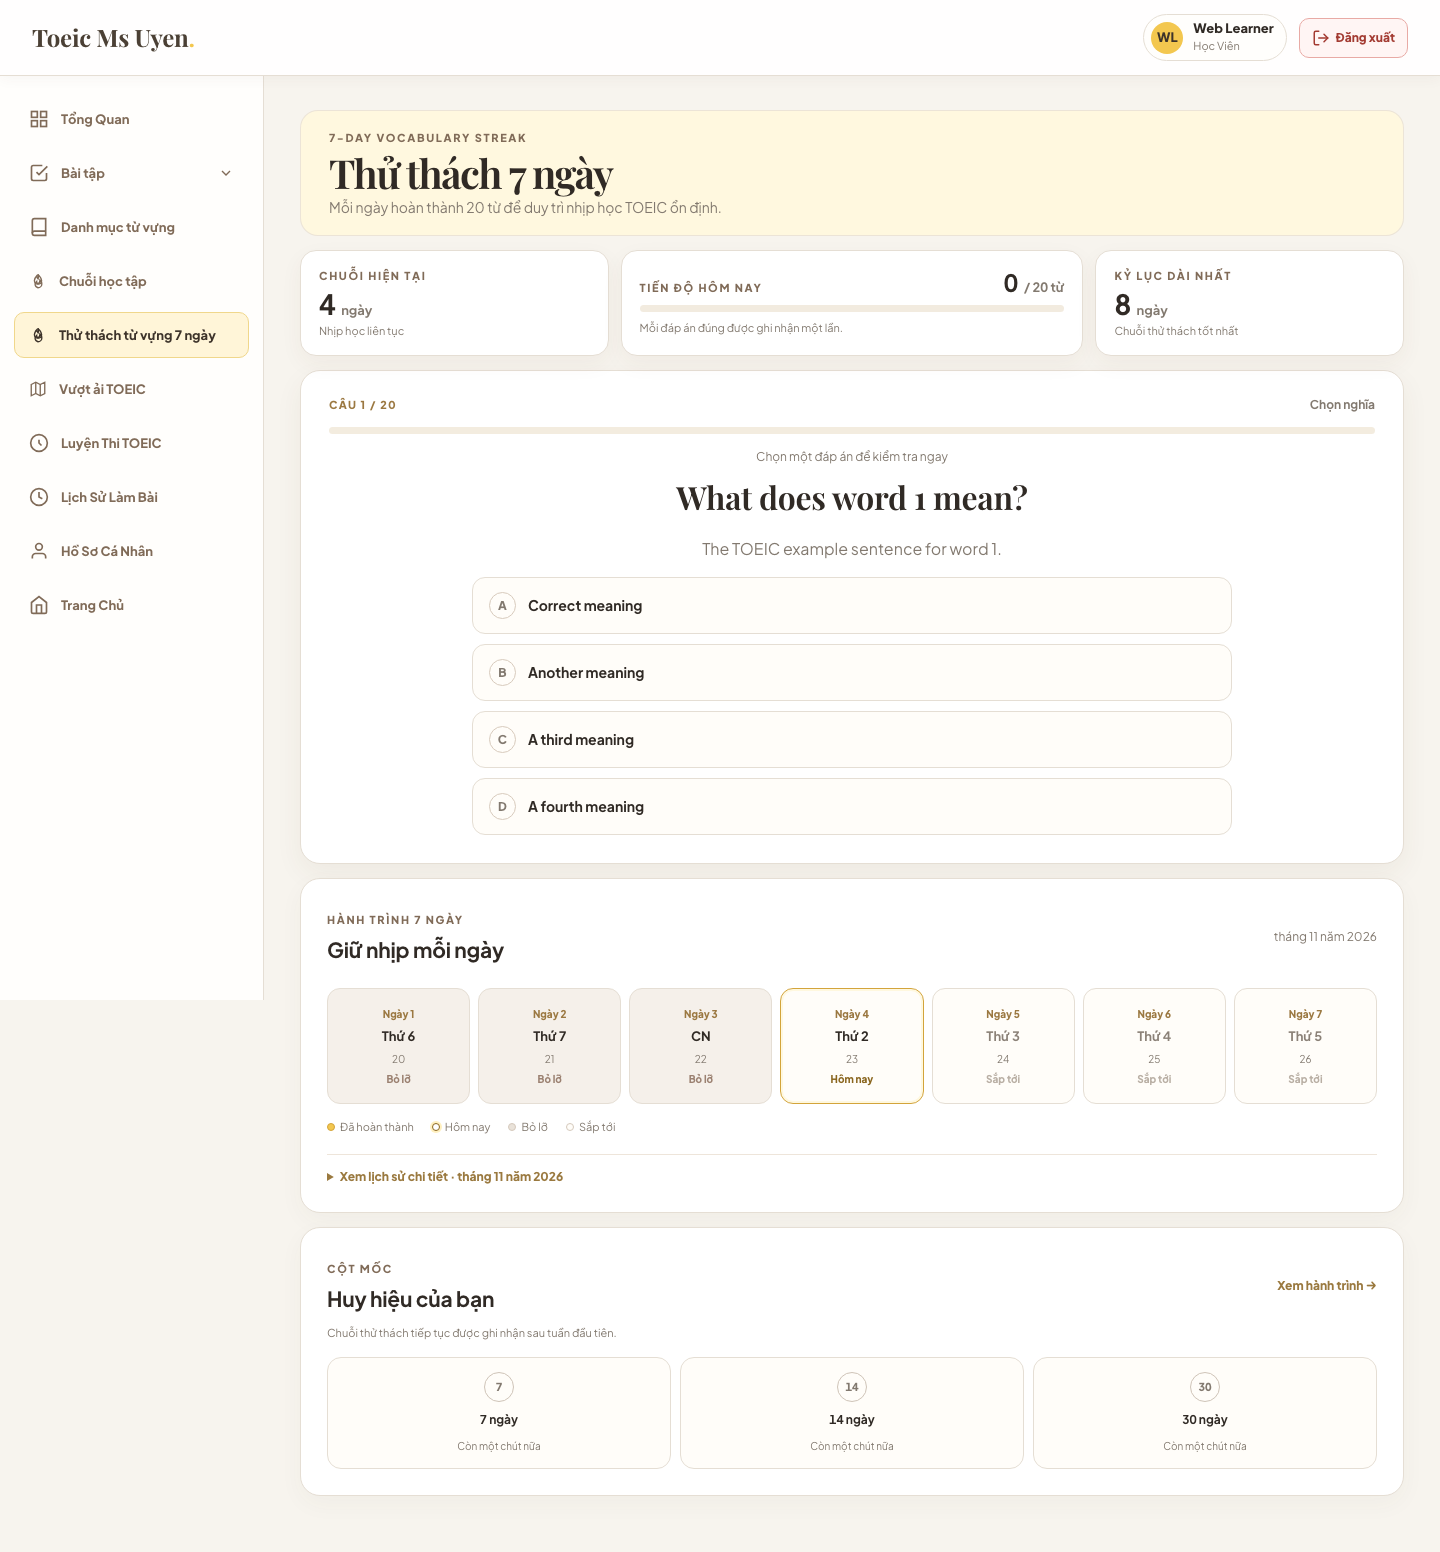 Toeic Ms Uyen.
WL
Web Learner
Học Viên
Đăng xuất
Tổng Quan
Bài tập
Danh mục từ vựng
Chuỗi học tập
Thử thách từ vựng 7 ngày
Vượt ải TOEIC
Luyện Thi TOEIC
Lịch Sử Làm Bài
Hồ Sơ Cá Nhân
Trang Chủ
7-DAY VOCABULARY STREAK
Thử thách 7 ngày
Mỗi ngày hoàn thành 20 từ để duy trì nhịp học TOEIC ổn định.
CHUỖI HIỆN TẠI
4 ngày
Nhịp học liên tục
TIẾN ĐỘ HÔM NAY
0 / 20 từ
Mỗi đáp án đúng được ghi nhận một lần.
KỶ LỤC DÀI NHẤT
8 ngày
Chuỗi thử thách tốt nhất
CÂU 1 / 20
Chọn nghĩa
Chọn một đáp án để kiểm tra ngay
What does word 1 mean?
The TOEIC example sentence for word 1.
A Correct meaning
B Another meaning
C A third meaning
D A fourth meaning
HÀNH TRÌNH 7 NGÀY
Giữ nhịp mỗi ngày
tháng 11 năm 2026
Ngày 1
Thứ 6
20
Bỏ lỡ
Ngày 2
Thứ 7
21
Bỏ lỡ
Ngày 3
CN
22
Bỏ lỡ
Ngày 4
Thứ 2
23
Hôm nay
Ngày 5
Thứ 3
24
Sắp tới
Ngày 6
Thứ 4
25
Sắp tới
Ngày 7
Thứ 5
26
Sắp tới
Đã hoàn thành
Hôm nay
Bỏ lỡ
Sắp tới
Xem lịch sử chi tiết · tháng 11 năm 2026
CỘT MỐC
Huy hiệu của bạn
Xem hành trình →
Chuỗi thử thách tiếp tục được ghi nhận sau tuần đầu tiên.
7
7 ngày
Còn một chút nữa
14
14 ngày
Còn một chút nữa
30
30 ngày
Còn một chút nữa